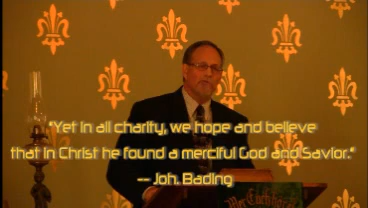 "Yet in all charity, we hope and believe
that in Christ he found a merciful God and Savior."
-- Joh. Bading